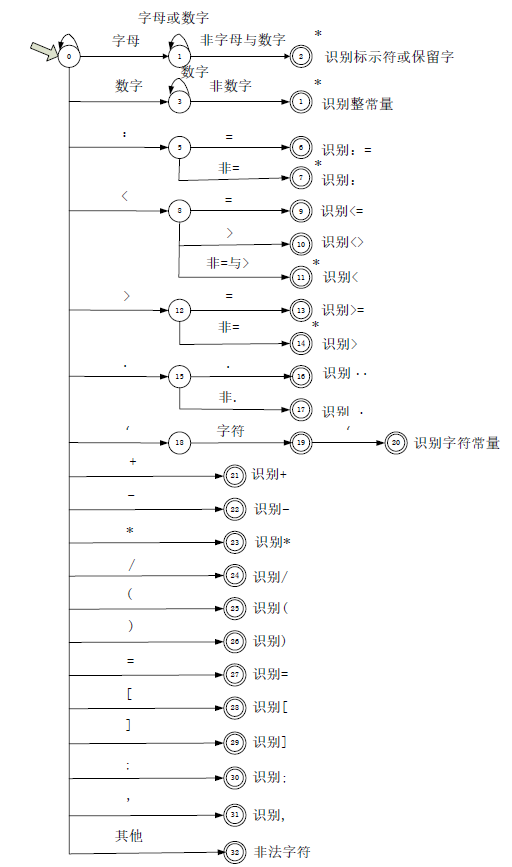 字母或数字
0 字母 1 非字母与数字 2 * 识别标示符或保留字
数字
数字 3 非数字 1 * 识别整常量
: 5 = 6 识别：=
非= 7 * 识别：
< 8 = 9 识别<=
> 10 识别<>
非=与> 11 * 识别<
> 12 = 13 识别>=
非= 14 * 识别>
. 15 . 16 识别 ..
非. 17 识别 .
‘ 18 字符 19 ‘ 20 识别字符常量
+ 21 识别+
- 22 识别-
* 23 识别*
/ 24 识别/
( 25 识别(
) 26 识别)
= 27 识别=
[ 28 识别[
] 29 识别]
; 30 识别;
, 31 识别,
其他 32 非法字符